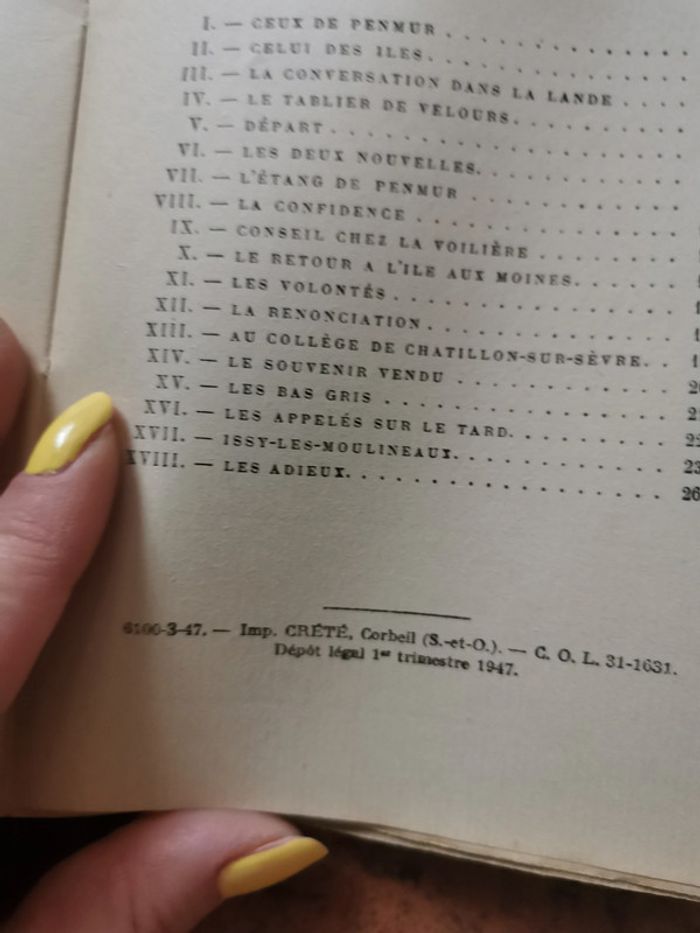 I. — CEUX DE PENMUR . . . . . . . . . .
II. — CELUI DES ILES. . . . . . . . . . .
III. — LA CONVERSATION DANS LA LANDE . . . .
IV. — LE TABLIER DE VELOURS. . . . . . . .
V. — DÉPART . . . . . . . . . . . . . . .
VI. — LES DEUX NOUVELLES. . . . . . . . .
VII. — L'ÉTANG DE PENMUR . . . . . . . . .
VIII. — LA CONFIDENCE . . . . . . . . . . .
IX. — CONSEIL CHEZ LA VOILIÈRE . . . . . .
X. — LE RETOUR A L'ILE AUX MOINES. . . . .
XI. — LES VOLONTÉS . . . . . . . . . . . .
XII. — LA RENONCIATION . . . . . . . . . .
XIII. — AU COLLÈGE DE CHATILLON-SUR-SÈVRE. . .
XIV. — LE SOUVENIR VENDU . . . . . . . . .
XV. — LES BAS GRIS . . . . . . . . . . . .
XVI. — LES APPELÉS SUR LE TARD. . . . . . .
XVII. — ISSY-LES-MOULINEAUX. . . . . . . . .
XVIII. — LES ADIEUX. . . . . . . . . . . . .
6100-3-47. — Imp. CRÉTÉ, Corbeil (S.-et-O.). — C. O. L. 31-1631.
Dépôt légal 1er trimestre 1947.